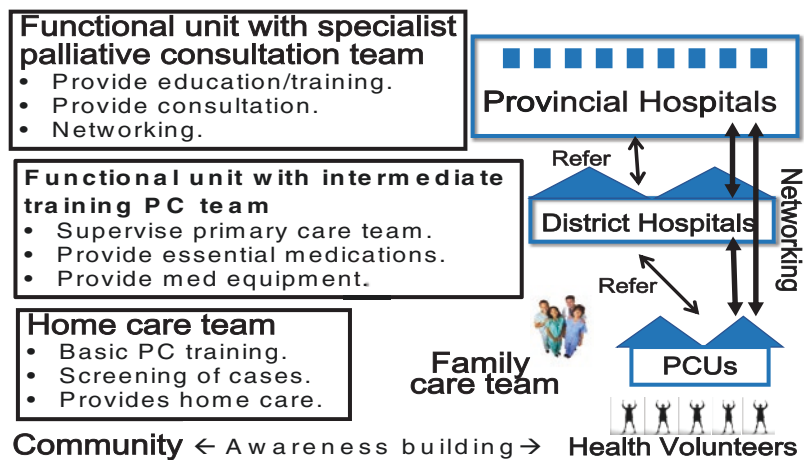 Functional unit with specialist
palliative consultation team
• Provide education/training.
• Provide consultation.
• Networking.
Provincial Hospitals
Refer
Functional unit with intermediate
training PC team
• Supervise primary care team.
• Provide essential medications.
• Provide med equipment.
District Hospitals
Networking
Refer
Home care team
• Basic PC training.
• Screening of cases.
• Provides home care.
Family
care team
PCUs
Community ← Awareness building → Health Volunteers